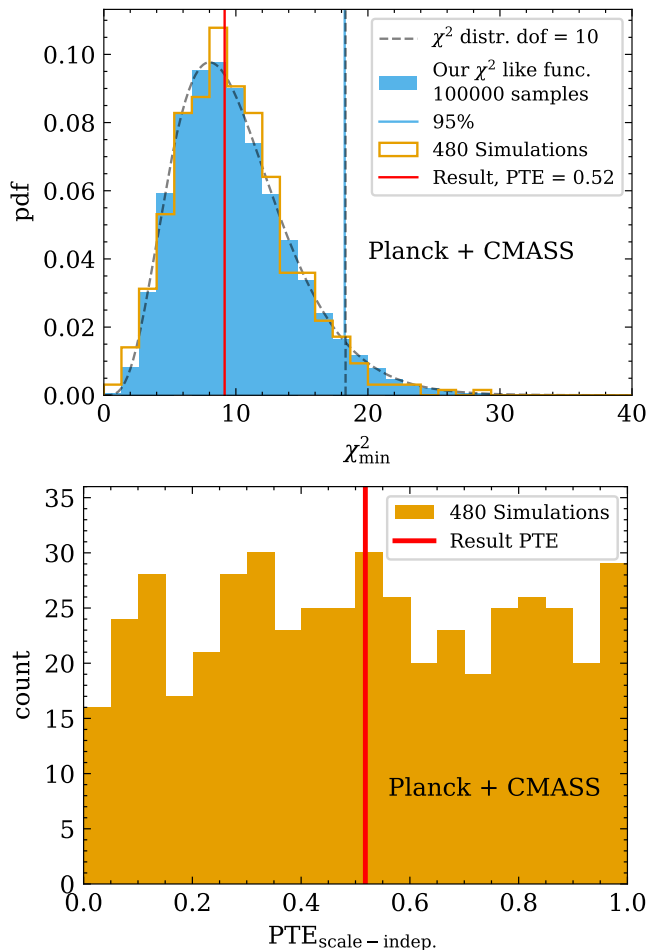 0.10
0.08
0.06
0.04
0.02
0.00
pdf
χ² distr. dof = 10
Our χ² like func.
100000 samples
95%
480 Simulations
Result, PTE = 0.52
Planck + CMASS
0 10 20 30 40
χ²min
35
30
25
20
15
10
5
0
count
480 Simulations
Result PTE
Planck + CMASS
0.0 0.2 0.4 0.6 0.8 1.0
PTE scale − indep.